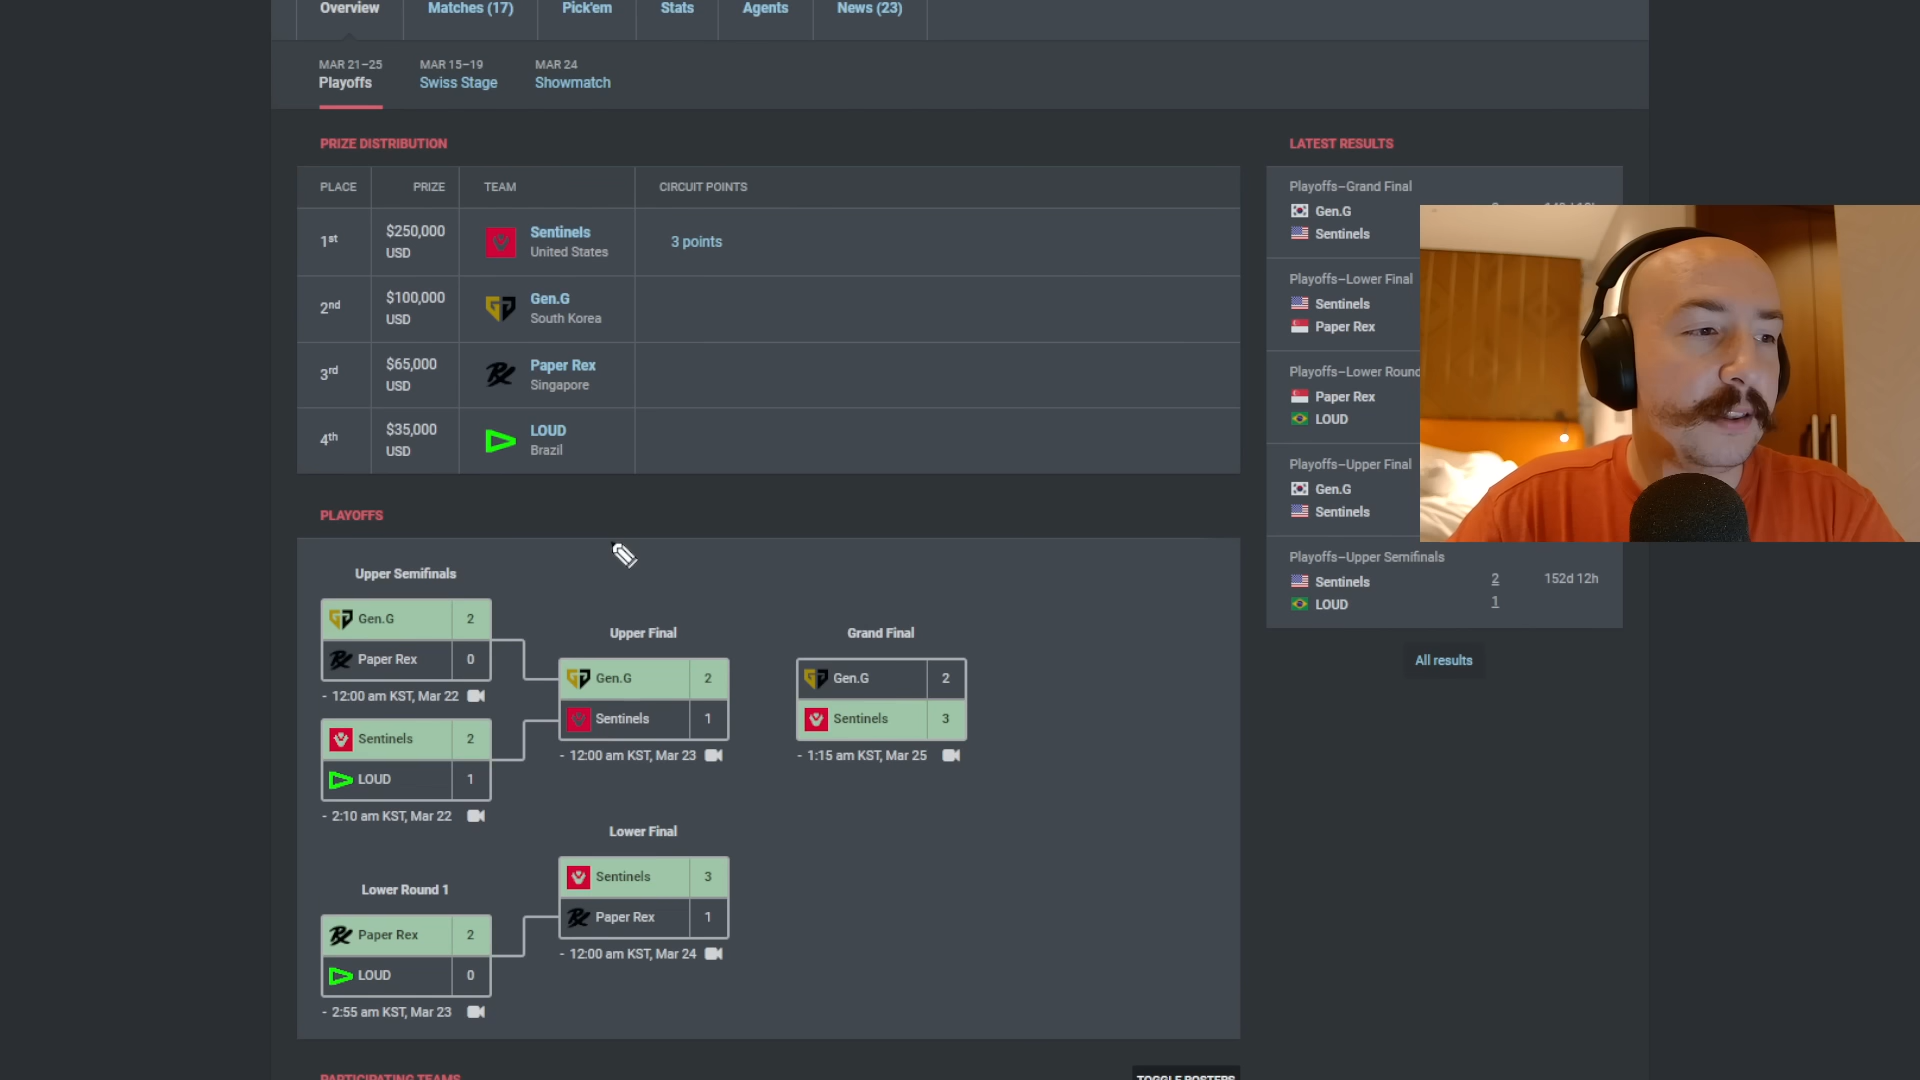 Overview
Matches (17)
Pick'em
Stats
Agents
News (23)
MAR 21–25
Playoffs
MAR 15–19
Swiss Stage
MAR 24
Showmatch
PRIZE DISTRIBUTION
PLACE PRIZE TEAM CIRCUIT POINTS
1st $250,000 USD Sentinels United States 3 points
2nd $100,000 USD Gen.G South Korea
3rd $65,000 USD Paper Rex Singapore
4th $35,000 USD LOUD Brazil
PLAYOFFS
Upper Semifinals
Gen.G 2
Paper Rex 0
- 12:00 am KST, Mar 22
Sentinels 2
LOUD 1
- 2:10 am KST, Mar 22
Lower Round 1
Paper Rex 2
LOUD 0
- 2:55 am KST, Mar 23
Upper Final
Gen.G 2
Sentinels 1
- 12:00 am KST, Mar 23
Lower Final
Sentinels 3
Paper Rex 1
- 12:00 am KST, Mar 24
Grand Final
Gen.G 2
Sentinels 3
- 1:15 am KST, Mar 25
LATEST RESULTS
Playoffs–Grand Final
Gen.G
Sentinels
Playoffs–Lower Final
Sentinels
Paper Rex
Playoffs–Lower Round
Paper Rex
LOUD
Playoffs–Upper Final
Gen.G
Sentinels
Playoffs–Upper Semifinals
Sentinels 2 152d 12h
LOUD 1
All results
PARTICIPATING TEAMS
TOGGLE ROSTERS